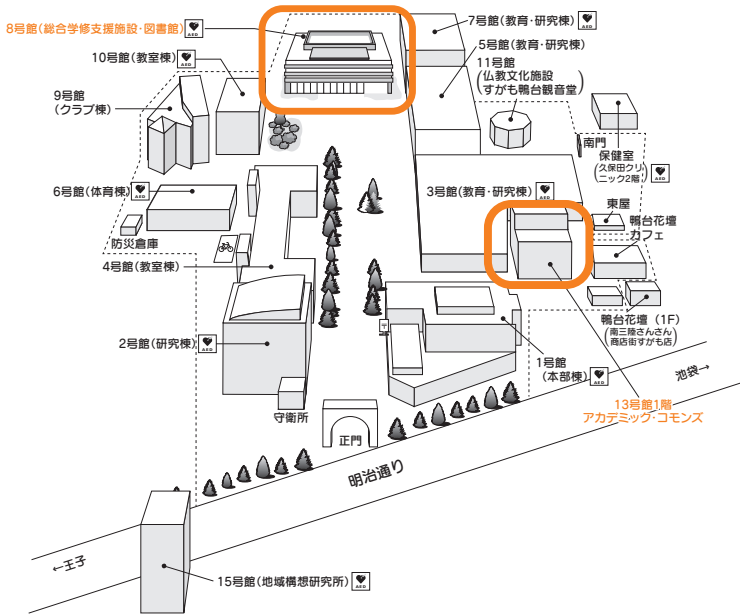 8号館(総合学修支援施設・図書館)
AED
7号館(教育・研究棟)
AED
5号館(教育・研究棟)
10号館(教室棟)
AED
11号館
(仏教文化施設
すがも鴨台観音堂)
9号館
(クラブ棟)
南門
保健室
(久保田クリ
ニック2階)
AED
6号館(体育棟)
AED
3号館(教育・研究棟)
AED
東屋
鴨台花壇
カフェ
防災倉庫
4号館(教室棟)
〒
鴨台花壇(1F)
(南三陸さんさん
商店街すがも店)
2号館(研究棟)
AED
1号館
(本部棟)
AED
池袋→
13号館1階
アカデミック・コモンズ
守衛所
正門
明治通り
←王子
15号館(地域構想研究所)
AED